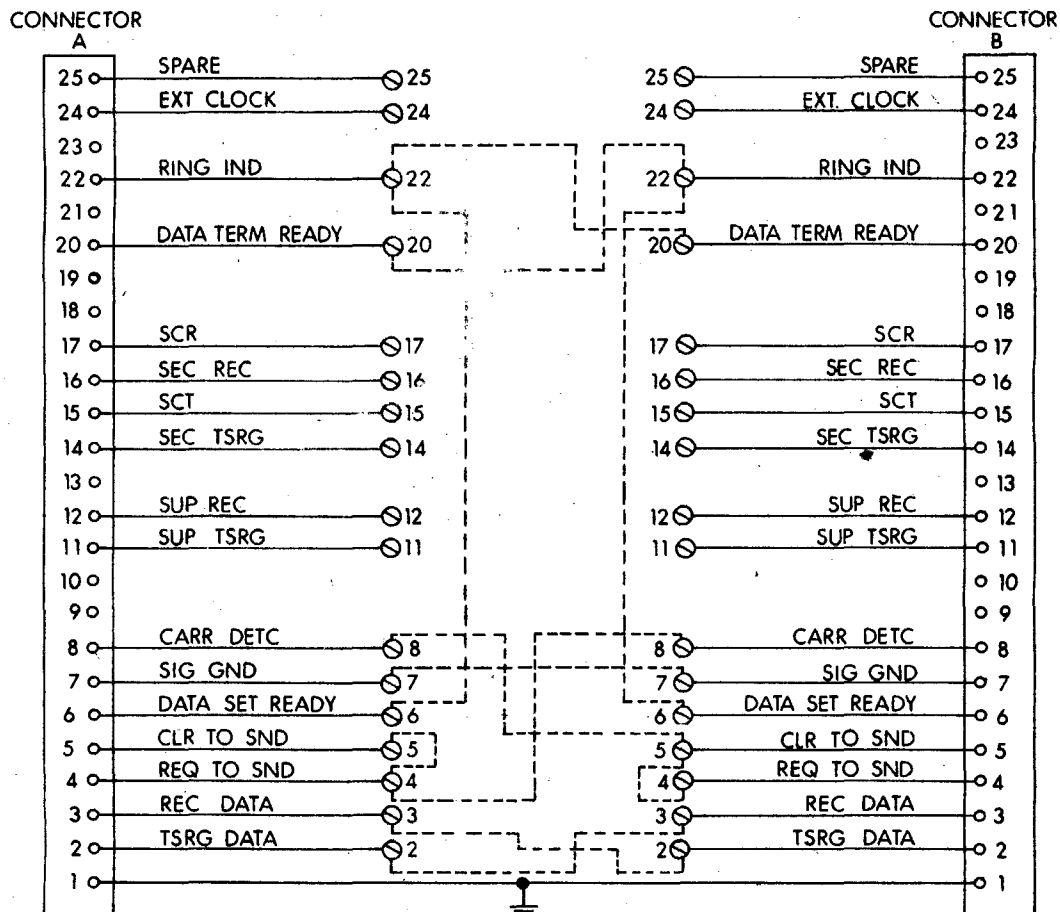 CONNECTOR A CONNECTOR B
25 SPARE 25 25 SPARE 25
24 EXT CLOCK 24 24 EXT. CLOCK 24
23 23
22 RING IND 22 22 RING IND 22
21 21
20 DATA TERM READY 20 20 DATA TERM READY 20
19 19
18 18
17 SCR 17 17 SCR 17
16 SEC REC 16 16 SEC REC 16
15 SCT 15 15 SCT 15
14 SEC TSRG 14 14 SEC TSRG 14
13 13
12 SUP REC 12 12 SUP REC 12
11 SUP TSRG 11 11 SUP TSRG 11
10 10
9 9
8 CARR DETC 8 8 CARR DETC 8
7 SIG GND 7 7 SIG GND 7
6 DATA SET READY 6 6 DATA SET READY 6
5 CLR TO SND 5 5 CLR TO SND 5
4 REQ TO SND 4 4 REQ TO SND 4
3 REC DATA 3 3 REC DATA 3
2 TSRG DATA 2 2 TSRG DATA 2
1 1